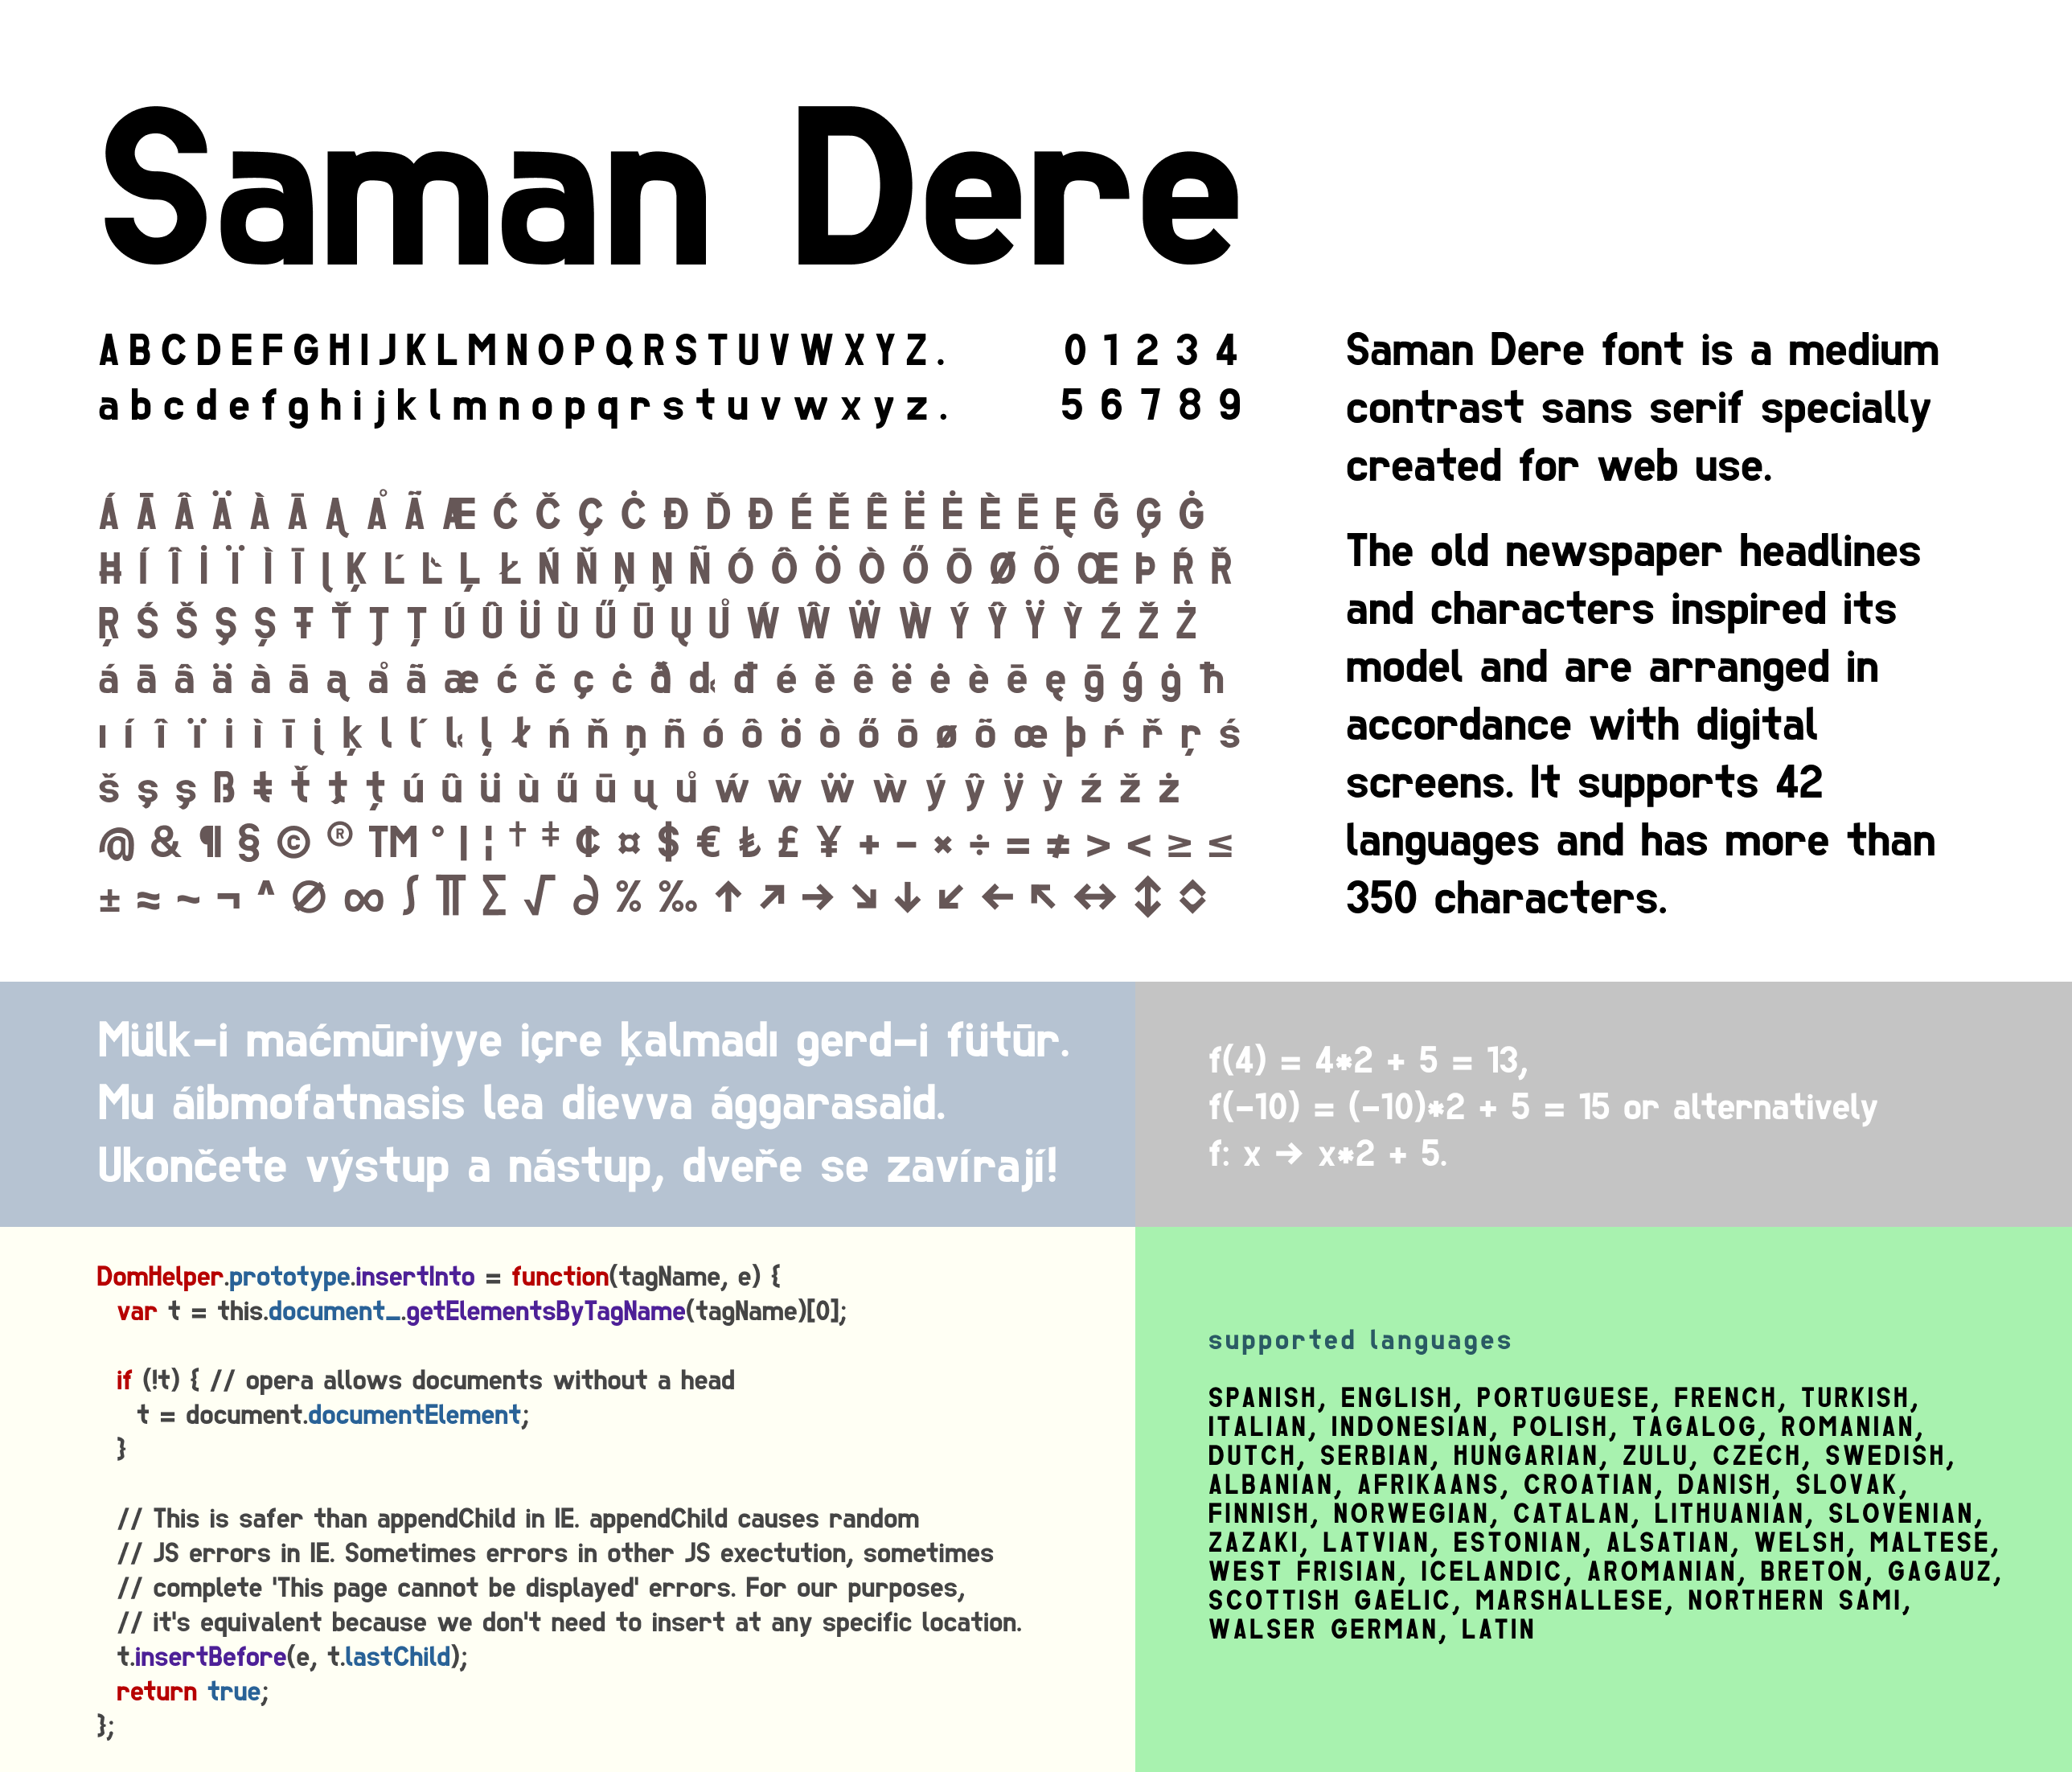 Saman Dere
A B C D E F G H I J K L M N O P Q R S T U V W X Y Z .
a b c d e f g h i j k l m n o p q r s t u v w x y z .
0 1 2 3 4
5 6 7 8 9
Á Ā Â Ä À Ā Ą Å Ã Æ Ć Č Ç Ċ Đ Ď Đ É Ě Ê Ë Ė È Ē Ę Ḡ Ģ Ġ
Ħ Í Î İ Ï Ì Ī Į Ķ Ĺ Ľ Ļ Ł Ń Ň Ņ Ņ Ñ Ó Ô Ö Ò Ő Ō Ø Õ Œ Þ Ŕ Ř
Ŗ Ś Š Ş Ș Ŧ Ť Ţ Ț Ú Û Ü Ù Ű Ū Ų Ů Ẃ Ŵ Ẅ Ẁ Ý Ŷ Ÿ Ỳ Ź Ž Ż
á ā â ä à ā ą å ã æ ć č ç ċ ð ď đ é ě ê ë ė è ē ę ḡ ģ ġ ħ
ı í î ï i ì ī į ķ l ĺ ľ ļ ł ń ň ņ ñ ó ô ö ò ő ō ø õ œ þ ŕ ř ŗ ś
š ş ș ß ŧ ť ţ ț ú û ü ù ű ū ų ů ẃ ŵ ẅ ẁ ý ŷ ÿ ỳ ź ž ż
@ & ¶ § © ® TM ° | ¦ † ‡ ¢ ¤ $ € ₺ £ ¥ + − × ÷ = ≠ > < ≥ ≤
± ≈ ~ ¬ ^ ∅ ∞ ∫ ∏ ∑ √ ∂ % ‰ ↑ ↗ → ↘ ↓ ↙ ← ↖ ↔ ↕ ◊
Saman Dere font is a medium
contrast sans serif specially
created for web use.
The old newspaper headlines
and characters inspired its
model and are arranged in
accordance with digital
screens. It supports 42
languages and has more than
350 characters.
Mülk-i maćmūriyye içre ķalmadı gerd-i fütūr.
Mu áibmofatnasis lea dievva ággarasaid.
Ukončete výstup a nástup, dveře se zavírají!
f(4) = 4*2 + 5 = 13,
f(-10) = (-10)*2 + 5 = 15 or alternatively
f: x → x*2 + 5.
DomHelper.prototype.insertInto = function(tagName, e) {
var t = this.document_.getElementsByTagName(tagName)[0];
if (!t) { // opera allows documents without a head
t = document.documentElement;
}
// This is safer than appendChild in IE. appendChild causes random
// JS errors in IE. Sometimes errors in other JS exectution, sometimes
// complete 'This page cannot be displayed' errors. For our purposes,
// it's equivalent because we don't need to insert at any specific location.
t.insertBefore(e, t.lastChild);
return true;
};
supported languages
SPANISH, ENGLISH, PORTUGUESE, FRENCH, TURKISH,
ITALIAN, INDONESIAN, POLISH, TAGALOG, ROMANIAN,
DUTCH, SERBIAN, HUNGARIAN, ZULU, CZECH, SWEDISH,
ALBANIAN, AFRIKAANS, CROATIAN, DANISH, SLOVAK,
FINNISH, NORWEGIAN, CATALAN, LITHUANIAN, SLOVENIAN,
ZAZAKI, LATVIAN, ESTONIAN, ALSATIAN, WELSH, MALTESE,
WEST FRISIAN, ICELANDIC, AROMANIAN, BRETON, GAGAUZ,
SCOTTISH GAELIC, MARSHALLESE, NORTHERN SAMI,
WALSER GERMAN, LATIN